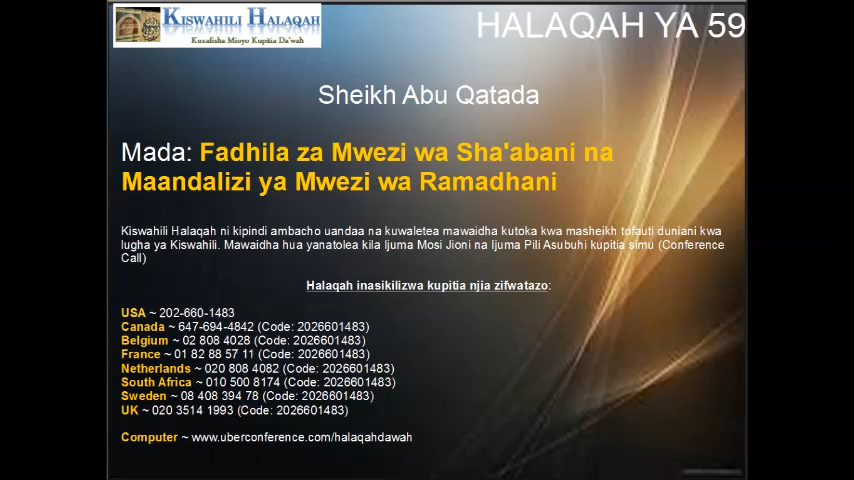 KISWAHILI HALAQAH
Kusafisha Mioyo Kupitia Da'wah
HALAQAH YA 59
Sheikh Abu Qatada
Mada: Fadhila za Mwezi wa Sha'abani na
Maandalizi ya Mwezi wa Ramadhani
Kiswahili Halaqah ni kipindi ambacho uandaa na kuwaletea mawaidha kutoka kwa masheikh tofauti duniani kwa
lugha ya Kiswahili. Mawaidha hua yanatolea kila Ijuma Mosi Jioni na Ijuma Pili Asubuhi kupitia simu (Conference
Call)
Halaqah inasikilizwa kupitia njia zifwatazo:
USA ~ 202-660-1483
Canada ~ 647-694-4842 (Code: 2026601483)
Belgium ~ 02 808 4028 (Code: 2026601483)
France ~ 01 82 88 57 11 (Code: 2026601483)
Netherlands ~ 020 808 4082 (Code: 2026601483)
South Africa ~ 010 500 8174 (Code: 2026601483)
Sweden ~ 08 408 394 78 (Code: 2026601483)
UK ~ 020 3514 1993 (Code: 2026601483)
Computer ~ www.uberconference.com/halaqahdawah